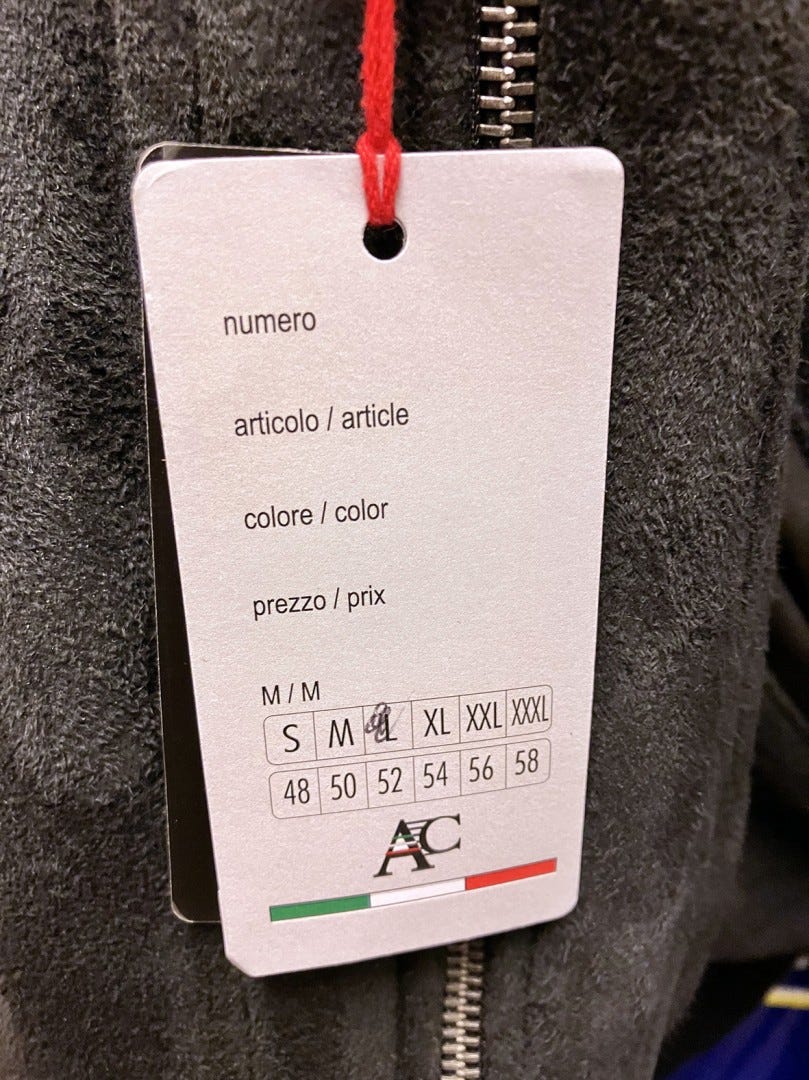 numero
articolo / article
colore / color
prezzo / prix
M / M
S M L XL XXL XXXL
48 50 52 54 56 58
AC